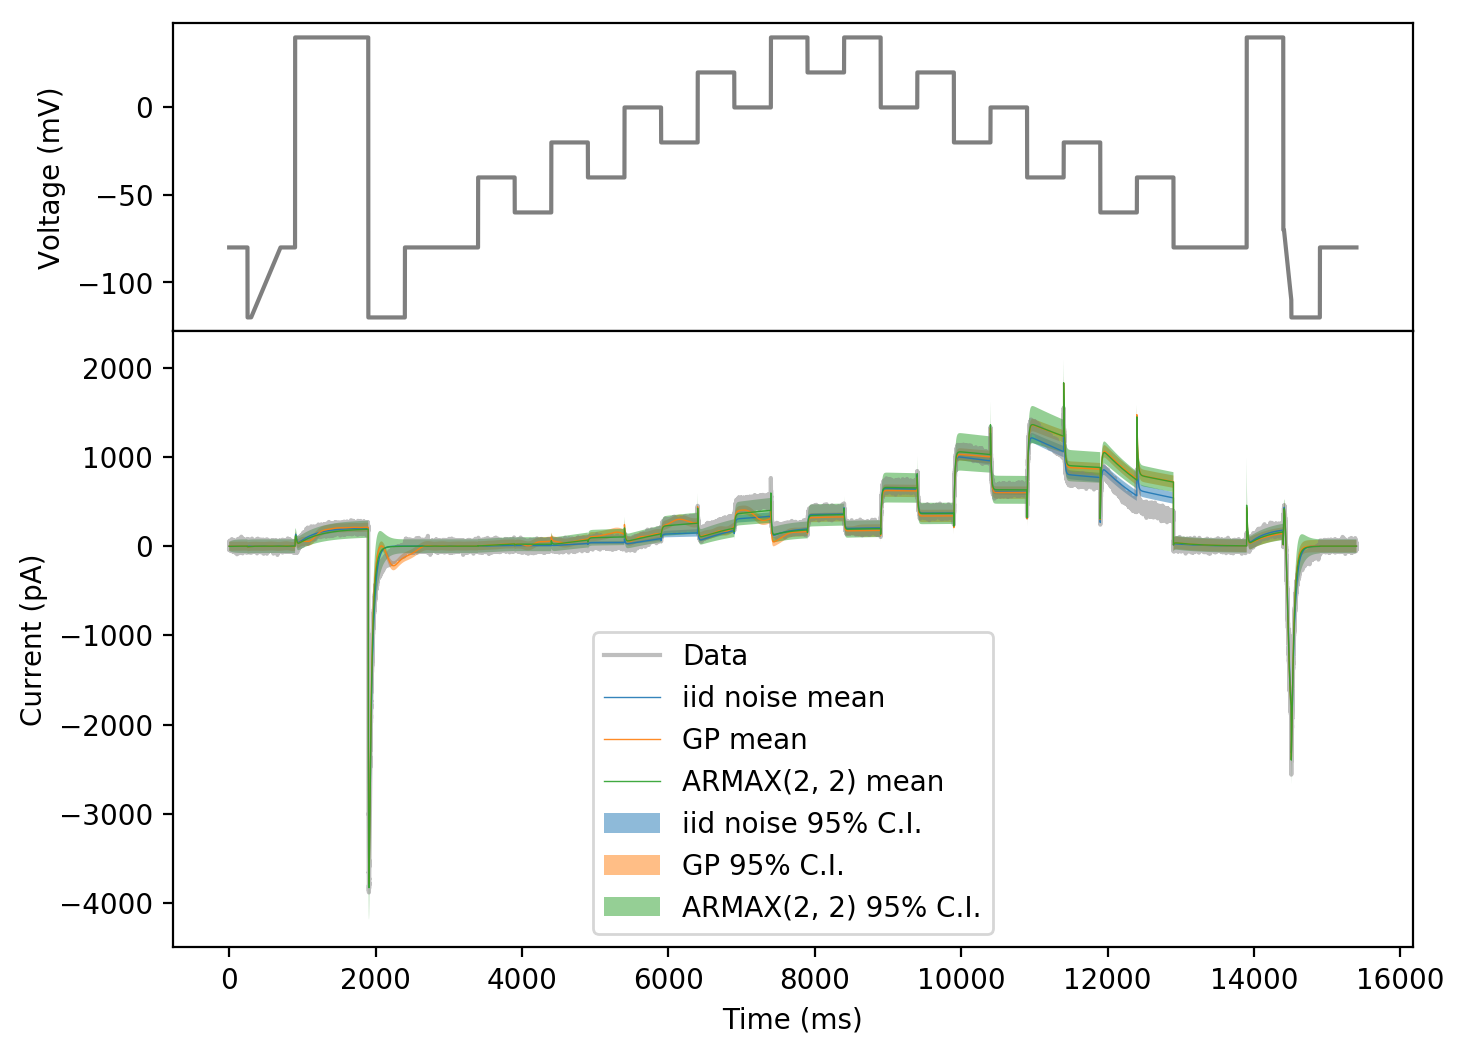 Voltage (mV)
0
−50
−100
Current (pA)
2000
1000
0
−1000
−2000
−3000
−4000
Data
iid noise mean
GP mean
ARMAX(2, 2) mean
iid noise 95% C.I.
GP 95% C.I.
ARMAX(2, 2) 95% C.I.
0 2000 4000 6000 8000 10000 12000 14000 16000
Time (ms)